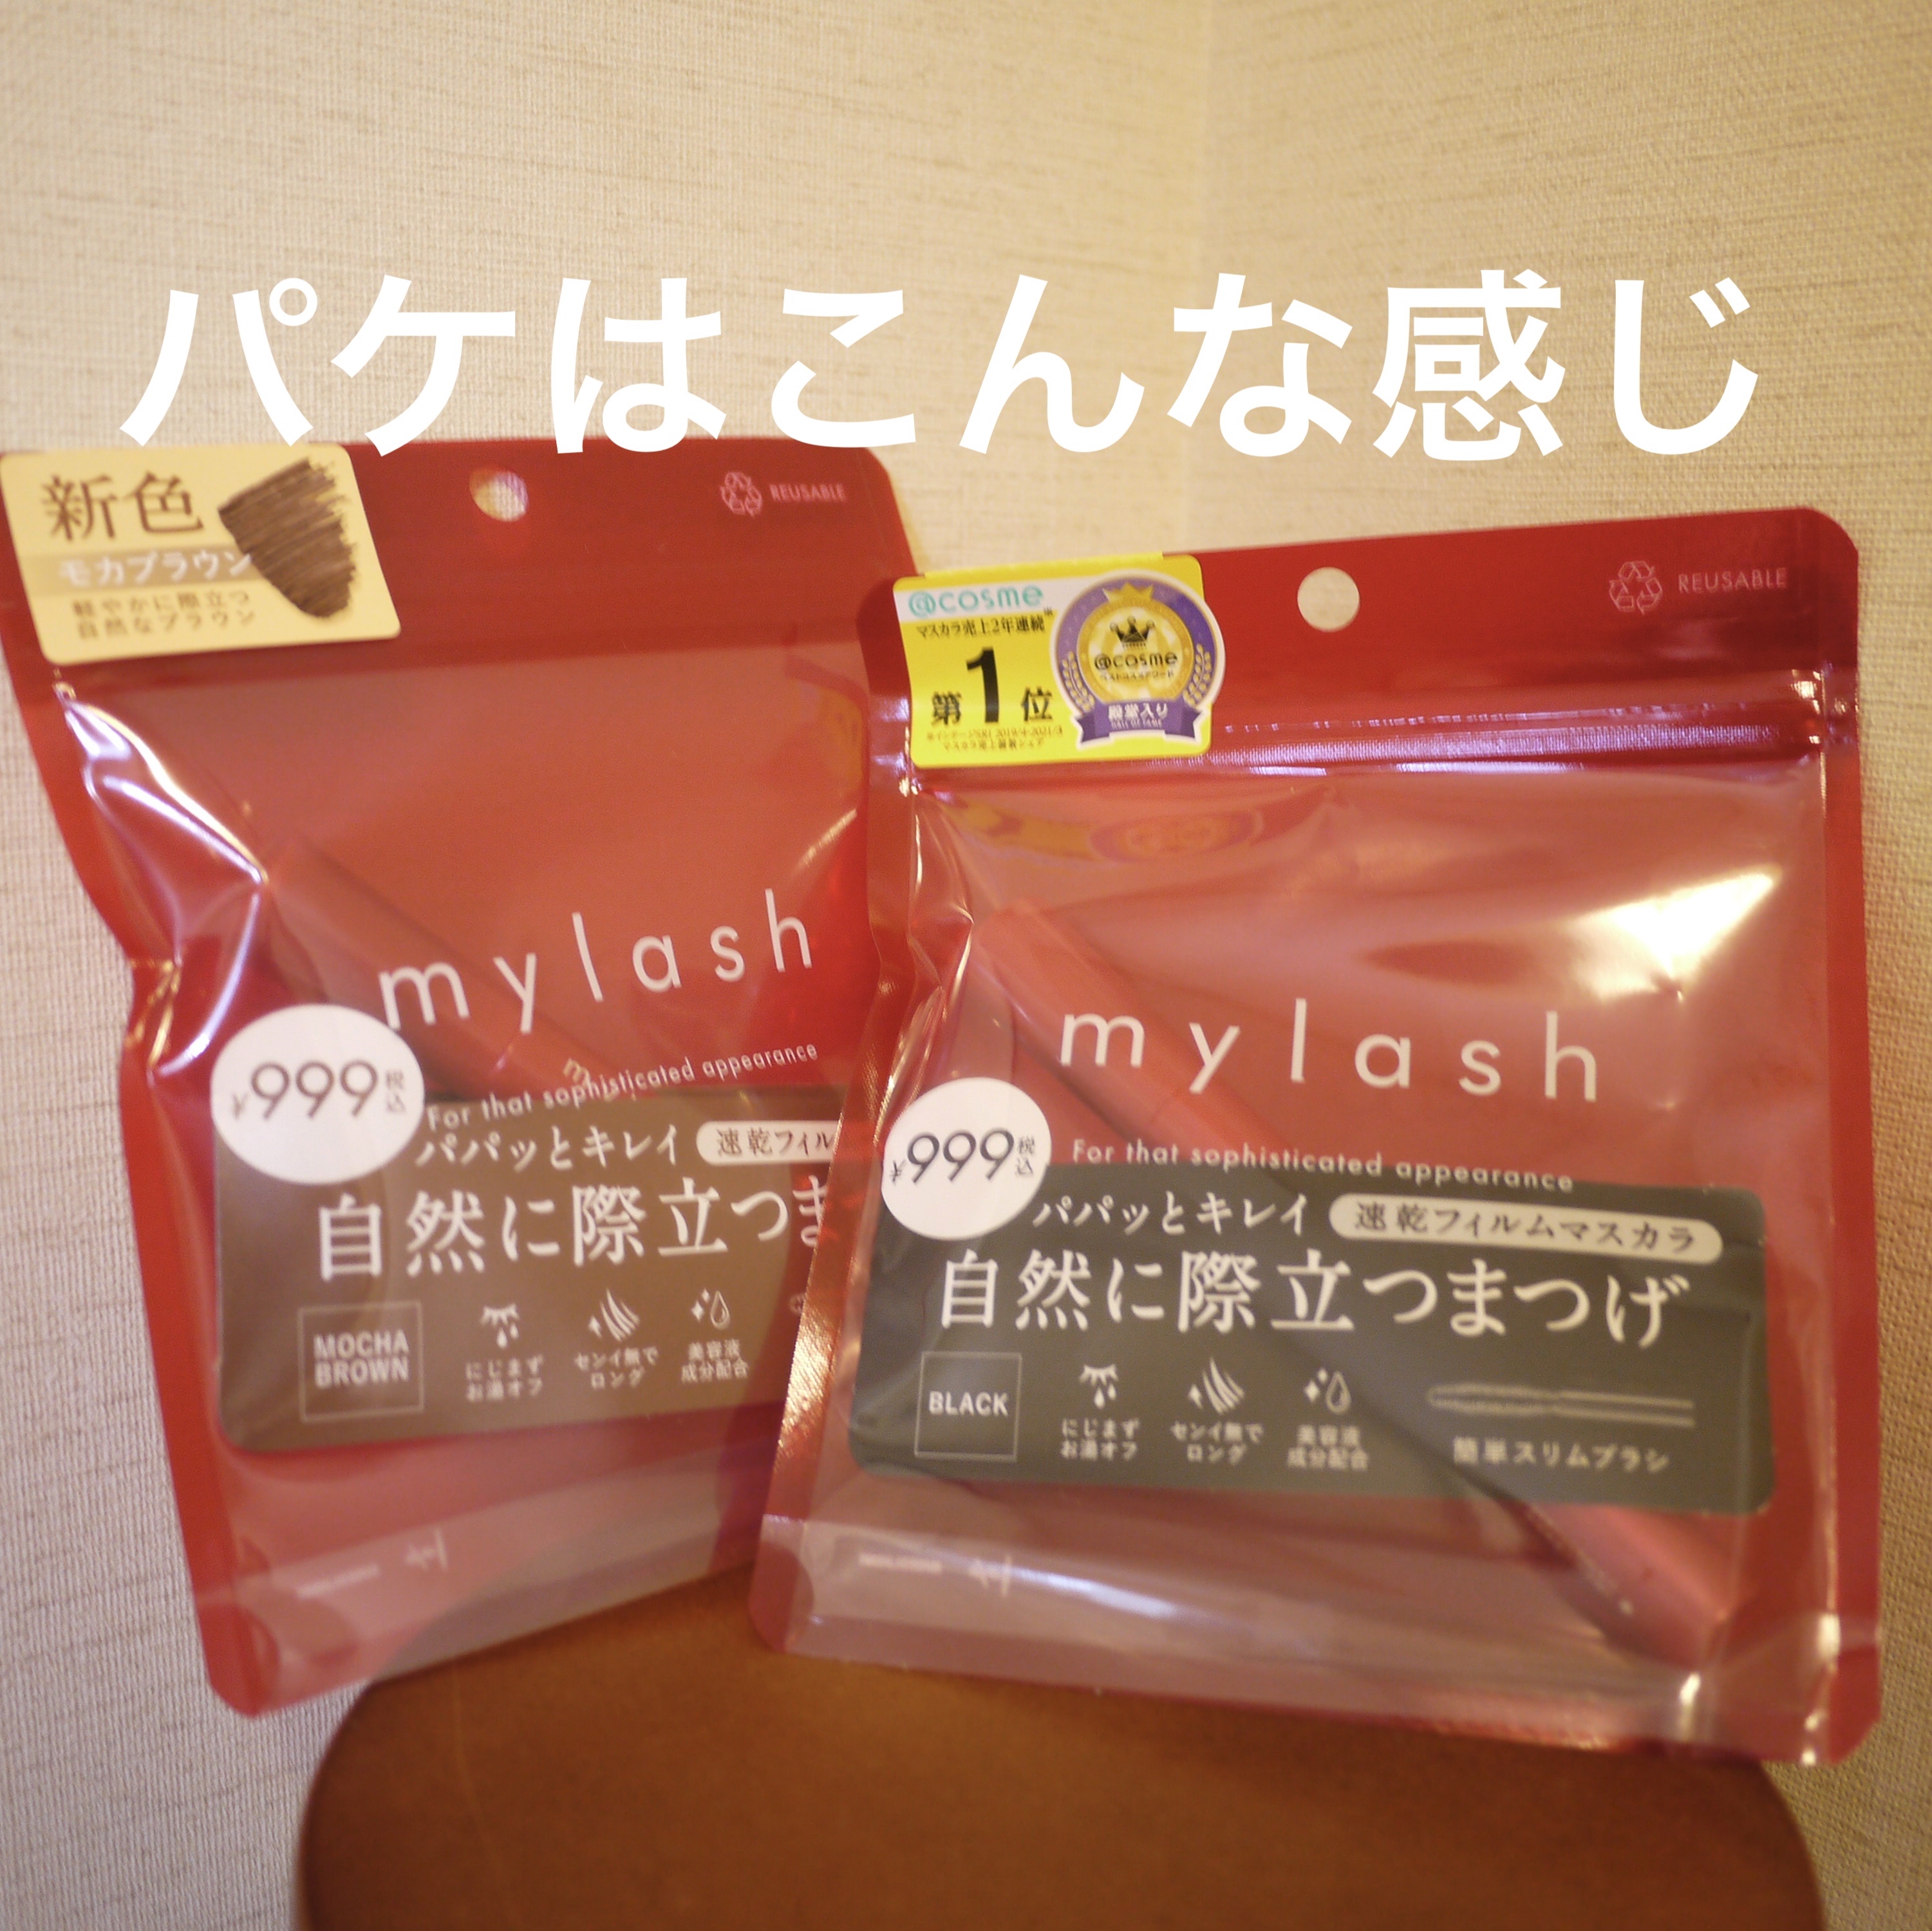 パケはこんな感じ
新色
モカブラウン
軽やかに際立つ
自然なブラウン
REUSABLE
mylash
For that sophisticated appearance
¥999税込
パパッとキレイ
速乾フィル
自然に際立つま
MOCHA
BROWN
にじまず
お湯オフ
センイ無で
ロング
美容液
成分配合
@cosme
マスカラ売上2年連続
第1位
@cosme
殿堂入り
REUSABLE
mylash
For that sophisticated appearance
¥999税込
パパッとキレイ
速乾フィルムマスカラ
自然に際立つまつげ
BLACK
にじまず
お湯オフ
センイ無で
ロング
美容液
成分配合
簡単スリムブラシ